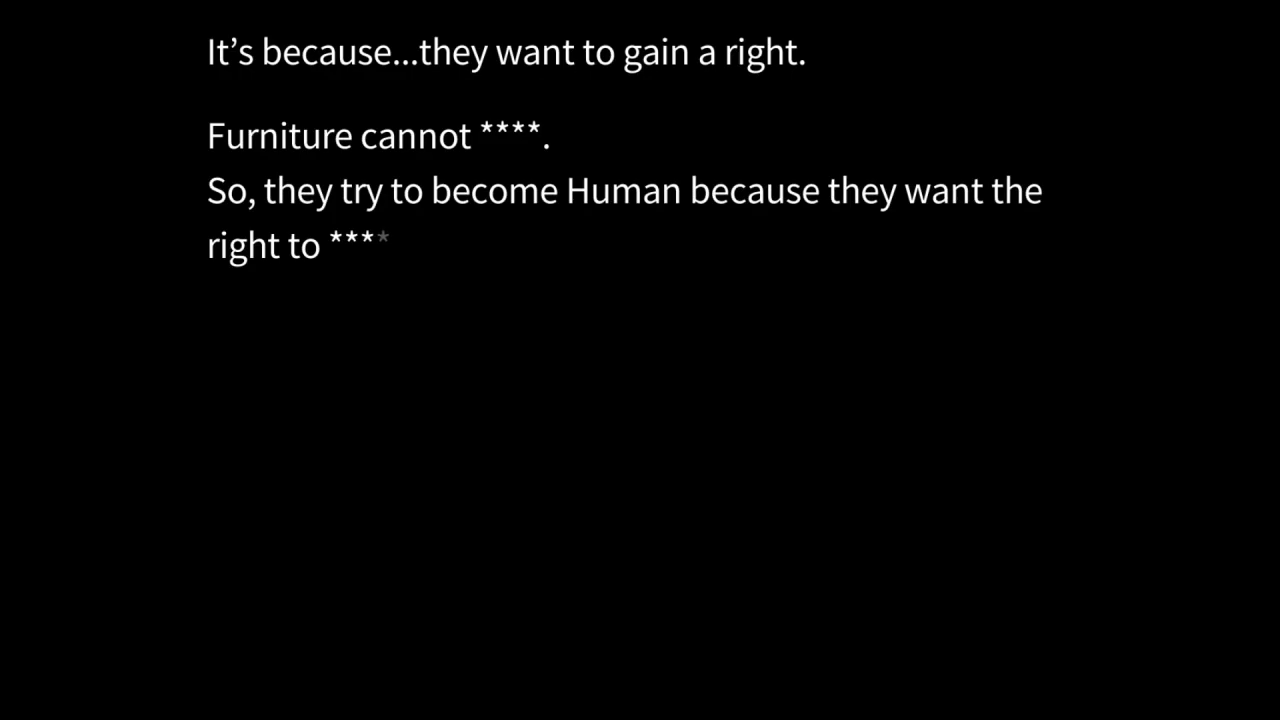 It’s because...they want to gain a right.
Furniture cannot ****.
So, they try to become Human because they want the
right to ****